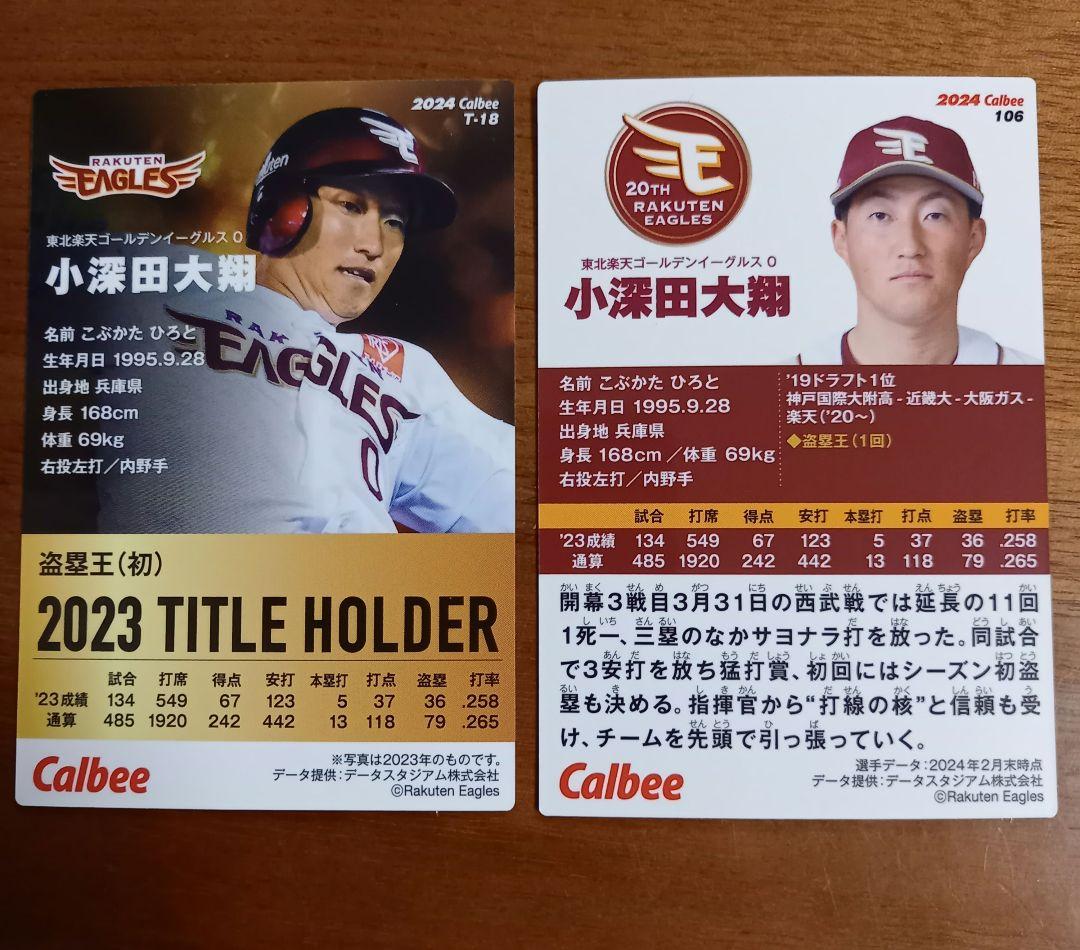 2024 Calbee
T-18
RAKUTEN
EAGLES
東北楽天ゴールデンイーグルス 0
小深田大翔
名前 こぶかた ひろと
生年月日 1995.9.28
出身地 兵庫県
身長 168cm
体重 69kg
右投左打／内野手
EAGLES
0
盗塁王(初)
2023 TITLE HOLDER
試合 打席 得点 安打 本塁打 打点 盗塁 打率
'23成績 134 549 67 123 5 37 36 .258
通算 485 1920 242 442 13 118 79 .265
Calbee
※写真は2023年のものです。
データ提供：データスタジアム株式会社
©Rakuten Eagles
2024 Calbee
106
E
20TH
RAKUTEN
EAGLES
東北楽天ゴールデンイーグルス 0
小深田大翔
名前 こぶかた ひろと
生年月日 1995.9.28
出身地 兵庫県
身長 168cm ／体重 69kg
右投左打／内野手
'19ドラフト1位
神戸国際大附高 - 近畿大 - 大阪ガス -
楽天('20～)
◆盗塁王(1回)
試合 打席 得点 安打 本塁打 打点 盗塁 打率
'23成績 134 549 67 123 5 37 36 .258
通算 485 1920 242 442 13 118 79 .265
開幕3戦目3月31日の西武戦では延長の11回
1死一、三塁のなかサヨナラ打を放った。同試合
で3安打を放ち猛打賞、初回にはシーズン初盗
塁も決める。指揮官から“打線の核”と信頼も受
け、チームを先頭で引っ張っていく。
Calbee
選手データ：2024年2月末時点
データ提供：データスタジアム株式会社
©Rakuten Eagles